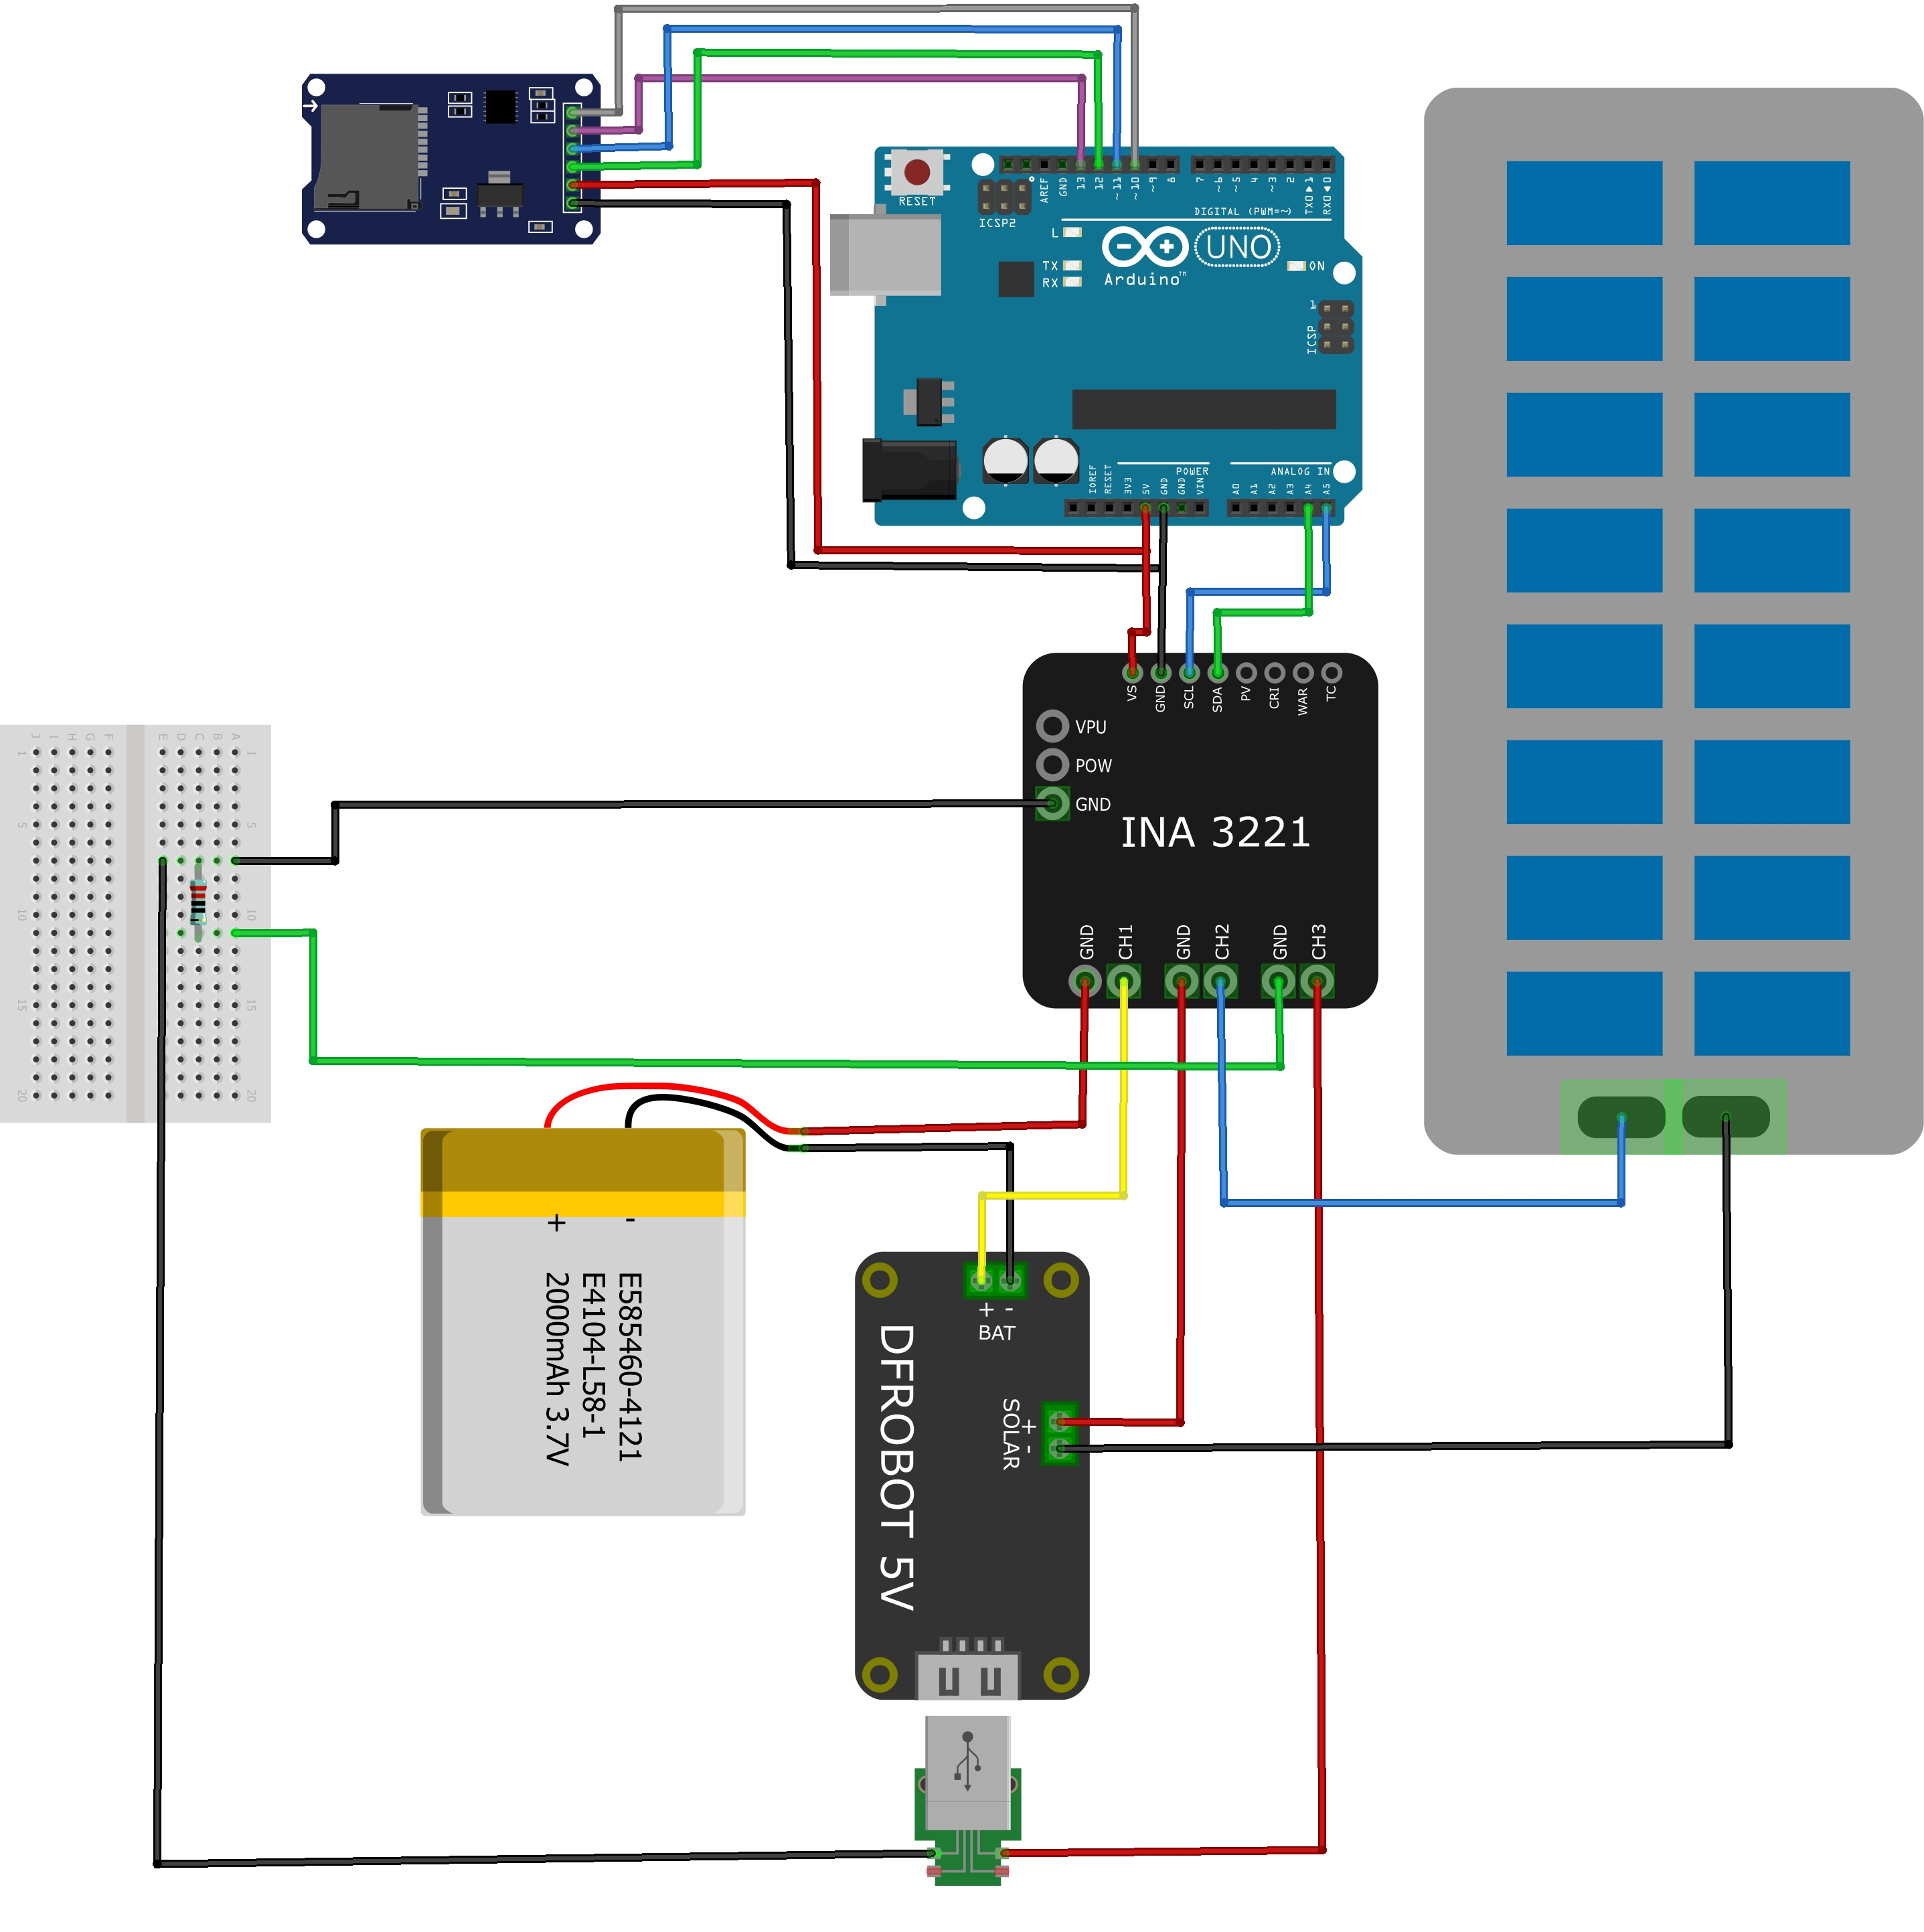 RESET
ICSP2
AREF
GND
13
12
~11
~10
~9
8
7
~6
~5
4
~3
2
TX0▶1
RX0◀0
DIGITAL (PWM=~)
L
TX
RX
Arduino™
UNO
ON
1
ICSP
IOREF
RESET
3V3
5V
GND
GND
VIN
POWER
ANALOG IN
A0
A1
A2
A3
A4
A5
VS
GND
SCL
SDA
PV
CRI
WAR
TC
VPU
POW
GND
INA 3221
GND
CH1
GND
CH2
GND
CH3
J I H G F E D C B A
1 1
5
10 10
15 15
20 20
+ -
E585460-4121
E4104-L58-1
2000mAh 3.7V
+ -
BAT
SOLAR
+ -
DFROBOT 5V